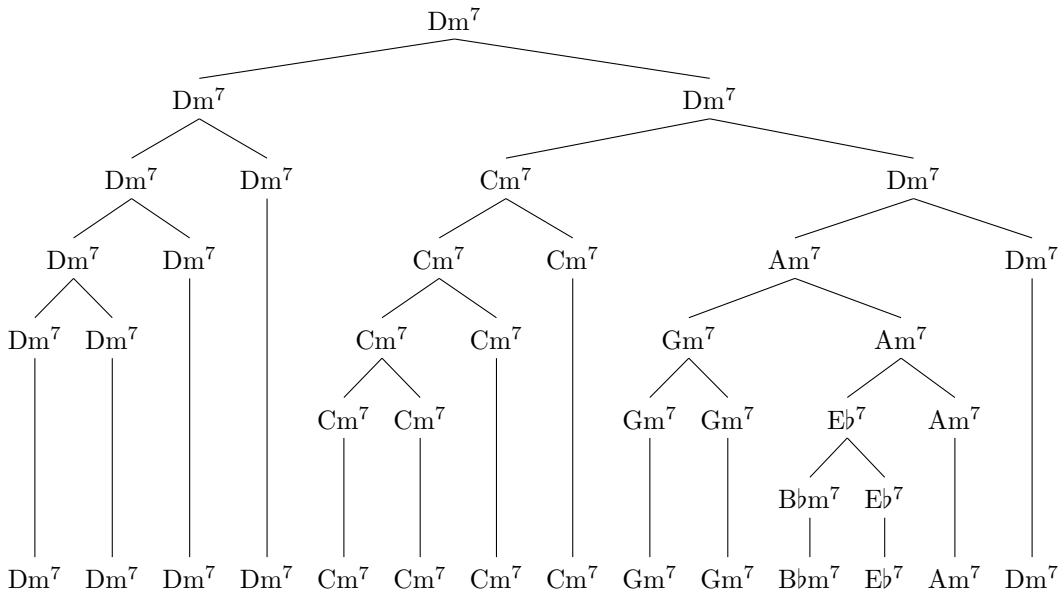 Dm⁷
Dm⁷ Dm⁷
Dm⁷ Dm⁷ Cm⁷ Dm⁷
Dm⁷ Dm⁷ Cm⁷ Cm⁷ Am⁷ Dm⁷
Dm⁷ Dm⁷ Cm⁷ Cm⁷ Gm⁷ Am⁷
Cm⁷ Cm⁷ Gm⁷ Gm⁷ E♭⁷ Am⁷
B♭m⁷ E♭⁷
Dm⁷ Dm⁷ Dm⁷ Dm⁷ Cm⁷ Cm⁷ Cm⁷ Cm⁷ Gm⁷ Gm⁷ B♭m⁷ E♭⁷ Am⁷ Dm⁷